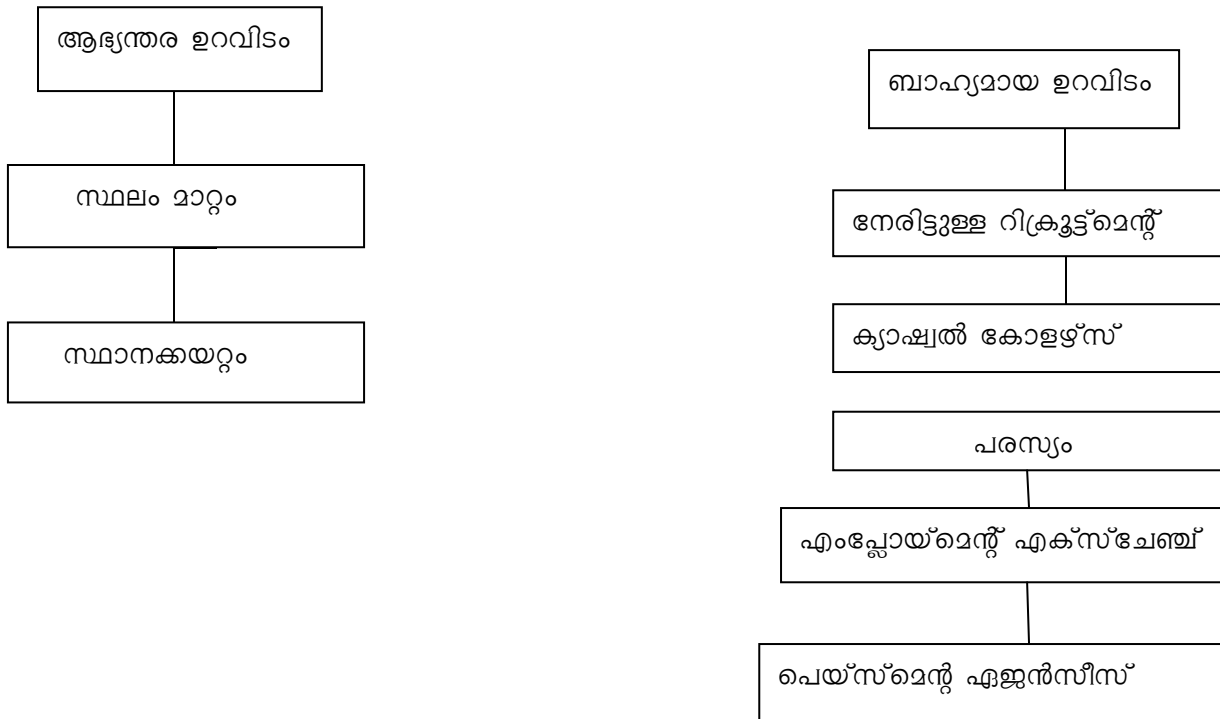 ആഭ്യന്തര ഉറവിടം
സ്ഥലം മാറ്റം
സ്ഥാനക്കയറ്റം
ബാഹ്യമായ ഉറവിടം
നേരിട്ടുള്ള റിക്രൂട്ട്മെന്റ്
ക്യാഷ്വൽ കോളഴ്സ്
പരസ്യം
എംപ്ലോയ്മെന്റ് എക്സ്ചേഞ്ച്
പെയ്സ്മെന്റ ഏജൻസീസ്